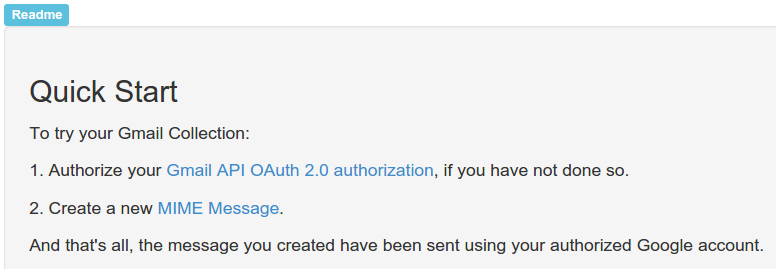 Readme
Quick Start
To try your Gmail Collection:
1. Authorize your Gmail API OAuth 2.0 authorization, if you have not done so.
2. Create a new MIME Message.
And that's all, the message you created have been sent using your authorized Google account.